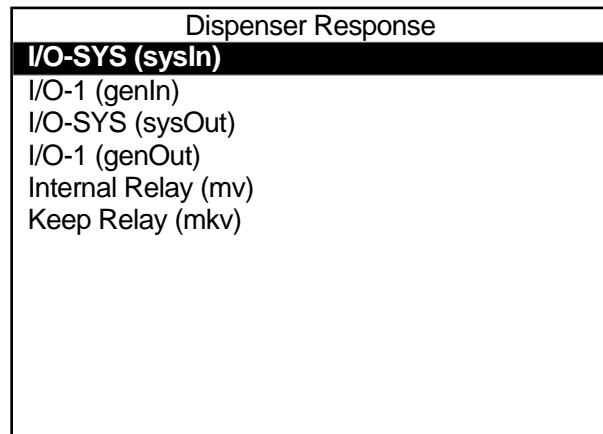 Dispenser Response
I/O-SYS (sysIn)
I/O-1 (genIn)
I/O-SYS (sysOut)
I/O-1 (genOut)
Internal Relay (mv)
Keep Relay (mkv)